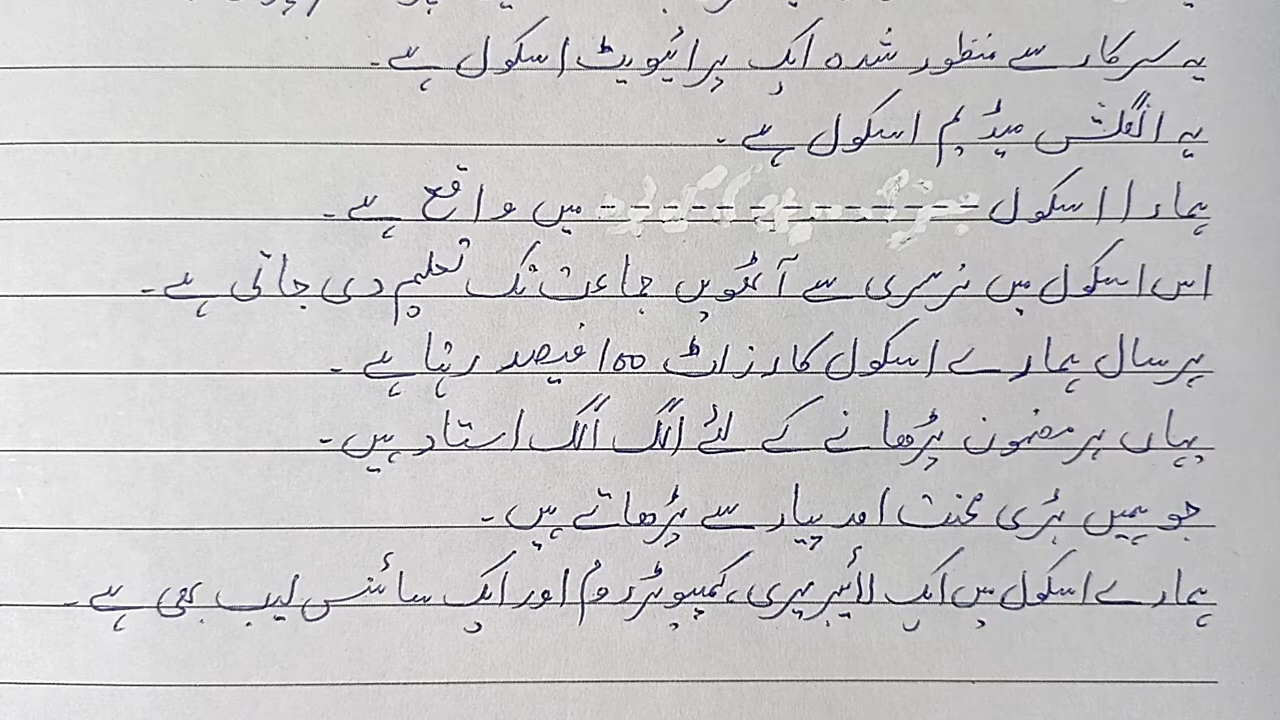 یہ سرکار سے منظور شدہ ایک پرائیویٹ اسکول ہے۔
یہ انگلش میڈیم اسکول ہے۔
ہمارا اسکول ------------- میں واقع ہے۔
اس اسکول میں نرسری سے آٹھویں جماعت تک تعلیم دی جاتی ہے۔
ہر سال ہمارے اسکول کا رزلٹ 100 فیصد رہتا ہے۔
یہاں ہر مضمون پڑھانے کے لئے الگ الگ استاد ہیں۔
جو ہمیں بڑی محنت اور پیار سے پڑھاتے ہیں۔
ہمارے اسکول میں ایک لائبریری، کمپیوٹر روم اور ایک سائنس لیب بھی ہے۔